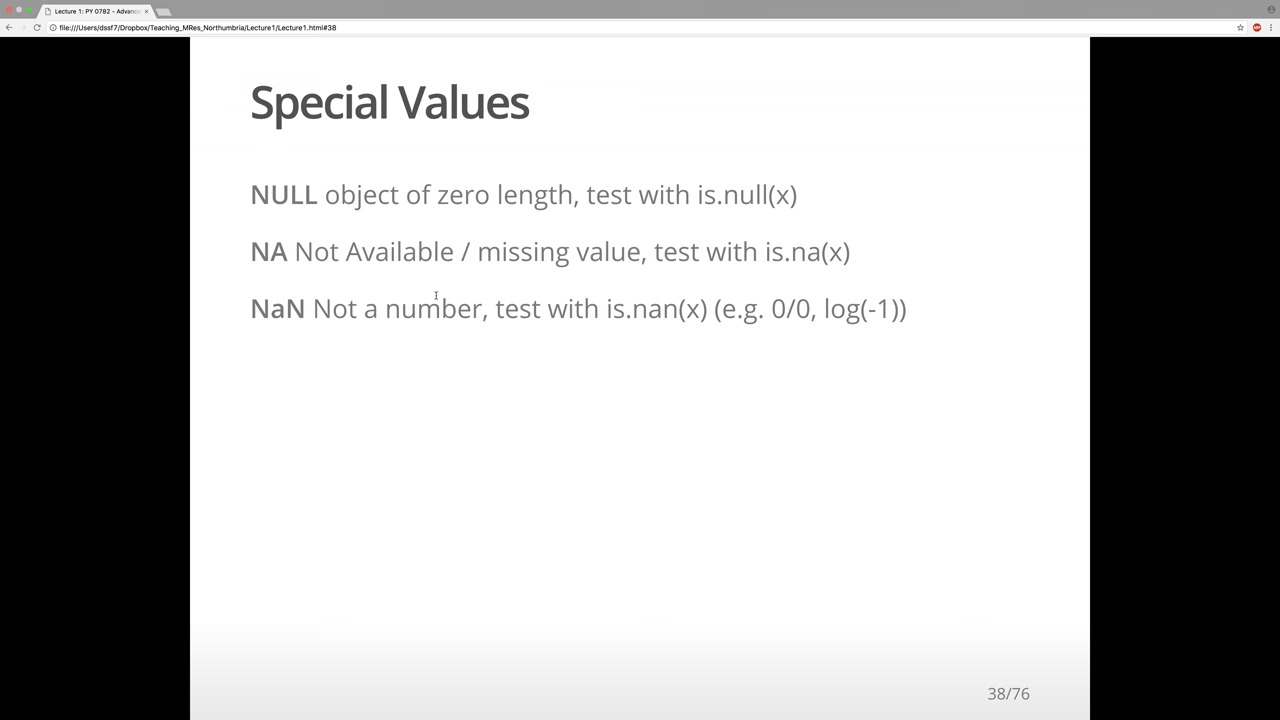 Lecture 1: PY 0782 - Advanc
file:///Users/dssf7/Dropbox/Teaching_MRes_Northumbria/Lecture1/Lecture1.html#38
Special Values
NULL object of zero length, test with is.null(x)
NA Not Available / missing value, test with is.na(x)
NaN Not a number, test with is.nan(x) (e.g. 0/0, log(-1))
38/76